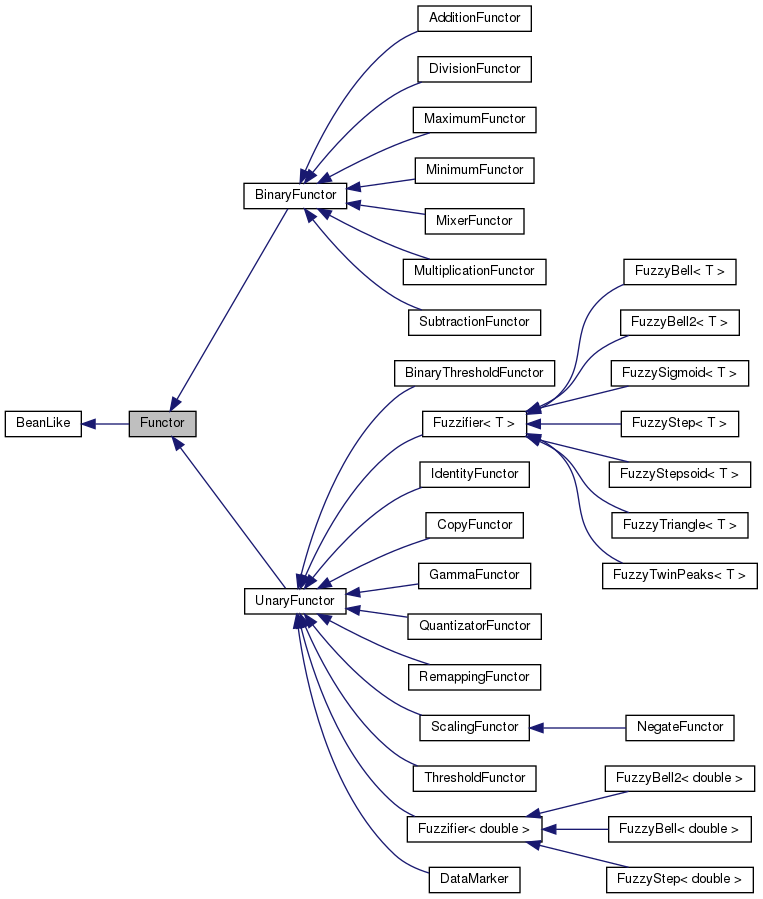 AdditionFunctor
DivisionFunctor
MaximumFunctor
MinimumFunctor
BinaryFunctor
MixerFunctor
MultiplicationFunctor
FuzzyBell< T >
SubtractionFunctor
FuzzyBell2< T >
BinaryThresholdFunctor
FuzzySigmoid< T >
BeanLike
Functor
Fuzzifier< T >
FuzzyStep< T >
IdentityFunctor
FuzzyStepsoid< T >
CopyFunctor
FuzzyTriangle< T >
GammaFunctor
FuzzyTwinPeaks< T >
UnaryFunctor
QuantizatorFunctor
RemappingFunctor
ScalingFunctor
NegateFunctor
ThresholdFunctor
FuzzyBell2< double >
Fuzzifier< double >
FuzzyBell< double >
DataMarker
FuzzyStep< double >